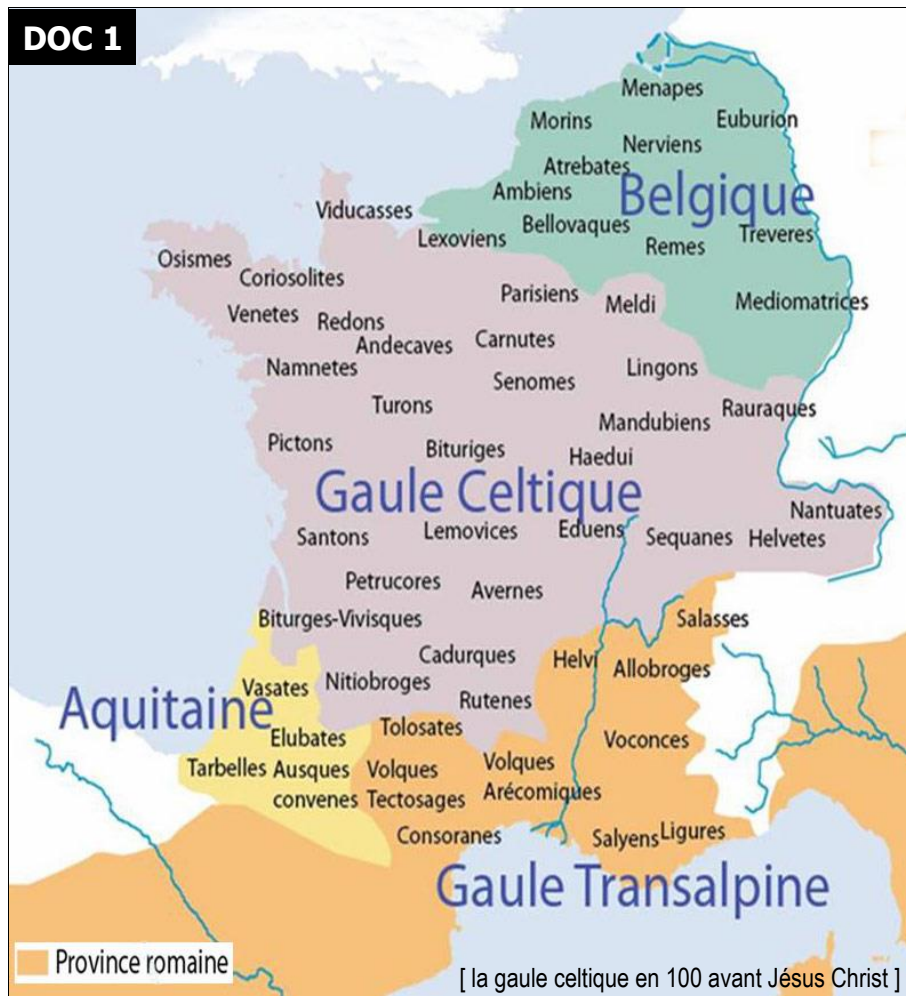 DOC 1
Menapes
Morins
Euburion
Nerviens
Atrebates
Ambiens
Belgique
Viducasses
Bellovaques
Lexoviens
Remes
Treveres
Osismes
Coriosolites
Parisiens
Meldi
Mediomatrices
Venetes
Redons
Andecaves
Carnutes
Namnetes
Senomes
Lingons
Turons
Mandubiens
Rauraques
Pictons
Bituriges
Haedui
Gaule Celtique
Nantuates
Santons
Lemovices
Eduens
Sequanes
Helvetes
Petrucores
Avernes
Biturges-Vivisques
Salasses
Cadurques
Helvi
Allobroges
Vasates
Nitiobroges
Rutenes
Aquitaine
Tolosates
Elubates
Voconces
Tarbelles
Ausques
convenes
Volques
Tectosages
Volques
Arécomiques
Consoranes
Salyens
Ligures
Gaule Transalpine
Province romaine
[ la gaule celtique en 100 avant Jésus Christ ]